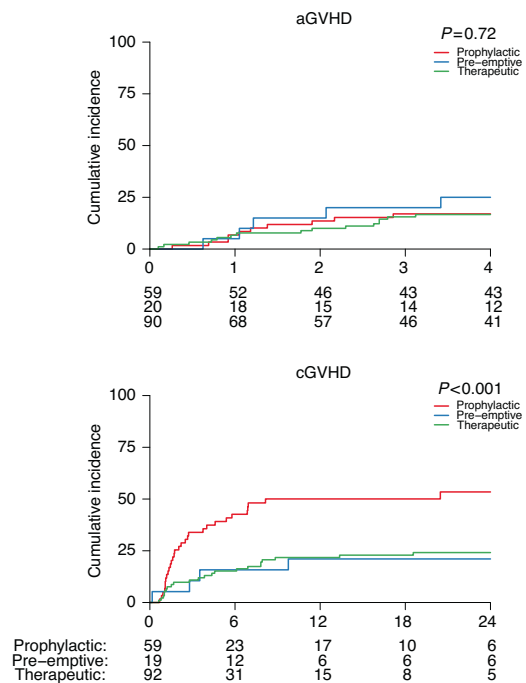 aGVHD
P=0.72
Prophylactic
Pre−emptive
Therapeutic
Cumulative incidence
100
75
50
25
0
0 1 2 3 4
59 52 46 43 43
20 18 15 14 12
90 68 57 46 41
cGVHD
P<0.001
Prophylactic
Pre−emptive
Therapeutic
Cumulative incidence
100
75
50
25
0
0 6 12 18 24
Prophylactic: 59 23 17 10 6
Pre−emptive: 19 12 6 6 6
Therapeutic: 92 31 15 8 5